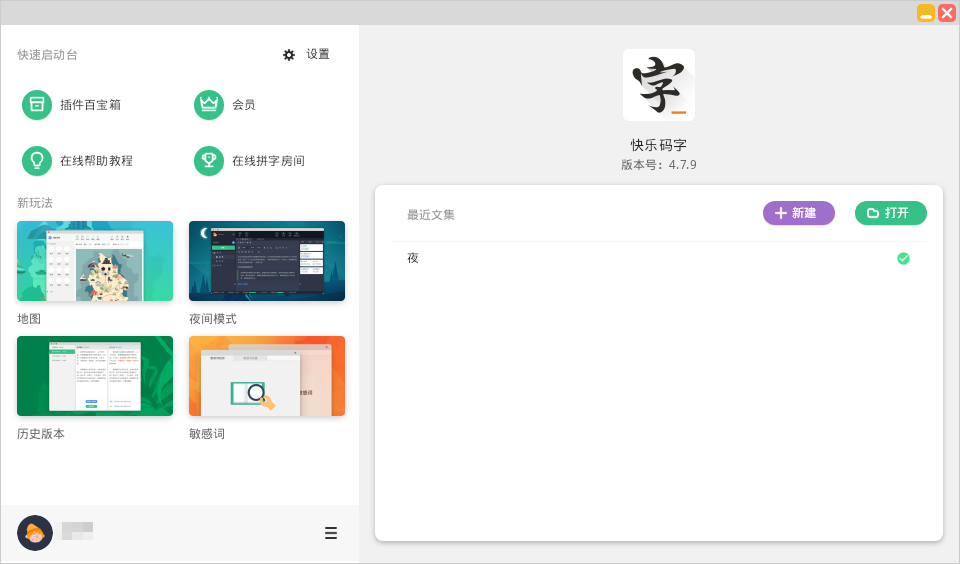 快速启动台
设置
插件百宝箱
会员
在线帮助教程
在线拼字房间
新玩法
地图
夜间模式
历史版本
敏感词
字
快乐码字
版本号：4.7.9
最近文集
新建
打开
夜